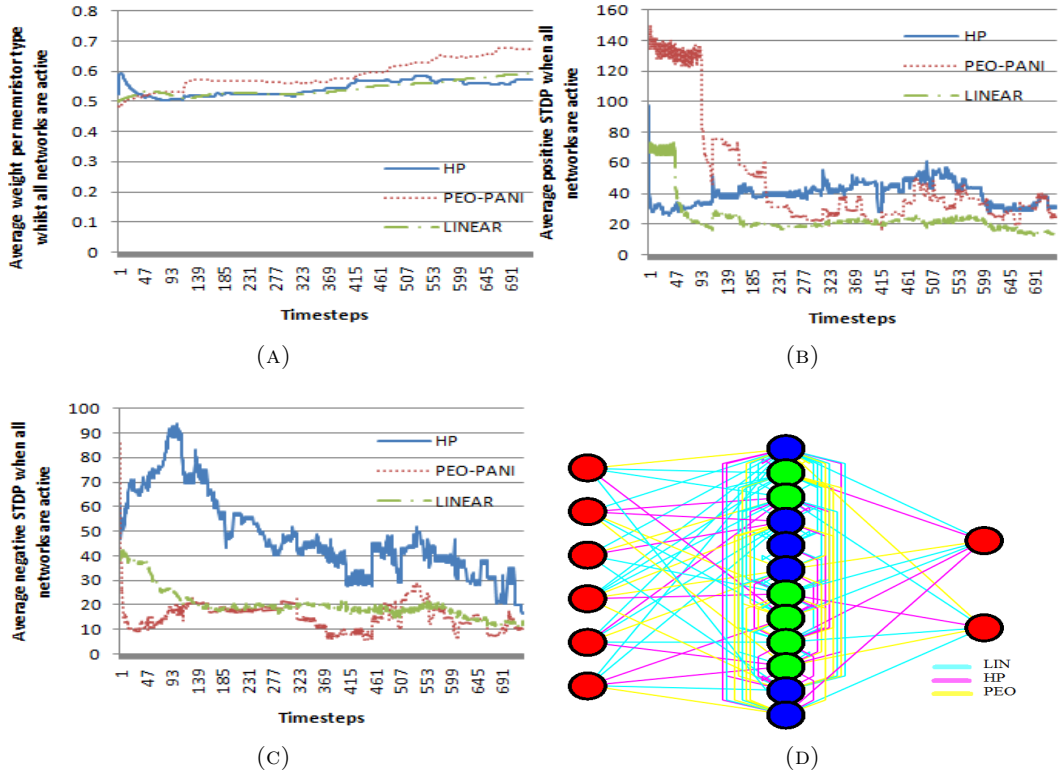 Average weight per memristor type
whilst all networks are active
0.8
0.7
0.6
0.5
0.4
0.3
0.2
0.1
0
HP
PEO-PANI
LINEAR
1 47 93 139 185 231 277 323 369 415 461 507 553 599 645 691
Timesteps
(A)
Average positive STDP when all
networks are active
160
140
120
100
80
60
40
20
0
HP
PEO-PANI
LINEAR
1 47 93 139 185 231 277 323 369 415 461 507 553 599 645 691
Timesteps
(B)
Average negative STDP when all
networks are active
100
90
80
70
60
50
40
30
20
10
0
HP
PEO-PANI
LINEAR
1 47 93 139 185 231 277 323 369 415 461 507 553 599 645 691
Timesteps
(C)
LIN
HP
PEO
(D)